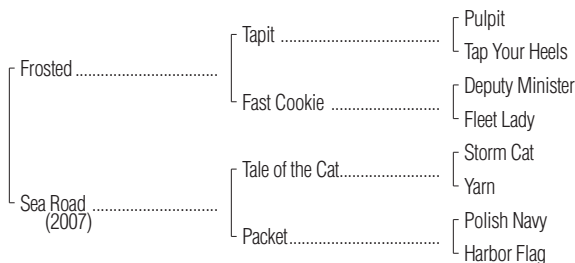 Pulpit
Tapit ..............................................
Tap Your Heels
Frosted ..........................................
Deputy Minister
Fast Cookie ...................................
Fleet Lady
Storm Cat
Tale of the Cat................................
Yarn
Sea Road .......................................
(2007)
Polish Navy
Packet............................................
Harbor Flag